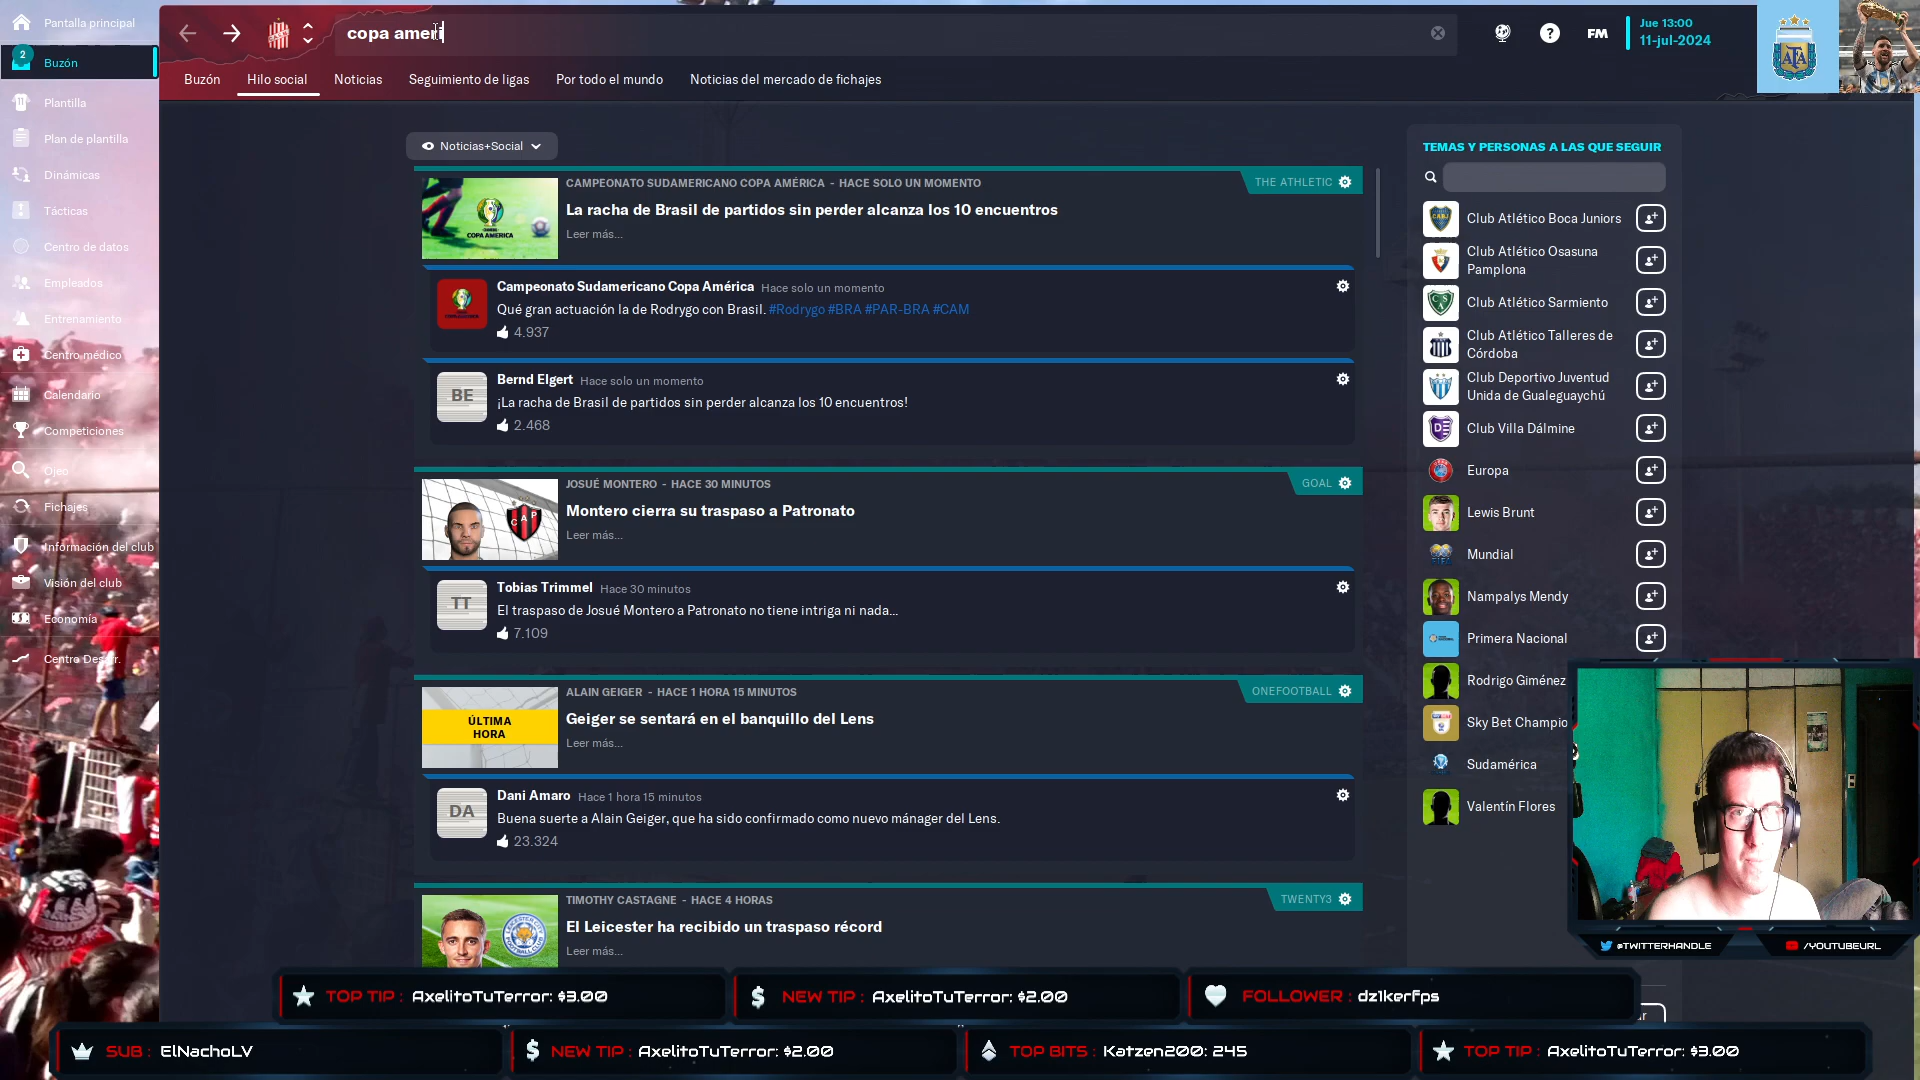 Pantalla principal
2
Buzón
Plantilla
Plan de plantilla
Dinámicas
Tácticas
Centro de datos
Empleados
Entrenamiento
Centro médico
Calendario
Competiciones
Ojeo
Fichajes
Información del club
Visión del club
Economía
copa ameri
FM
Jue 13:00
11-jul-2024
AFA
Buzón
Hilo social
Noticias
Seguimiento de ligas
Por todo el mundo
Noticias del mercado de fichajes
Noticias+Social
CAMPEONATO SUDAMERICANO COPA AMÉRICA - HACE SOLO UN MOMENTO
THE ATHLETIC
La racha de Brasil de partidos sin perder alcanza los 10 encuentros
Leer más...
COPA AMERICA
Campeonato Sudamericano Copa América Hace solo un momento
Qué gran actuación la de Rodrygo con Brasil. #Rodrygo #BRA #PAR-BRA #CAM
4.937
BE
Bernd Elgert Hace solo un momento
¡La racha de Brasil de partidos sin perder alcanza los 10 encuentros!
2.468
JOSUÉ MONTERO - HACE 30 MINUTOS
GOAL
Montero cierra su traspaso a Patronato
Leer más...
CAP
TT
Tobias Trimmel Hace 30 minutos
El traspaso de Josué Montero a Patronato no tiene intriga ni nada...
7.109
ALAIN GEIGER - HACE 1 HORA 15 MINUTOS
ONEFOOTBALL
Geiger se sentará en el banquillo del Lens
Leer más...
ÚLTIMA
HORA
DA
Dani Amaro Hace 1 hora 15 minutos
Buena suerte a Alain Geiger, que ha sido confirmado como nuevo mánager del Lens.
23.324
TIMOTHY CASTAGNE - HACE 4 HORAS
TWENTY3
El Leicester ha recibido un traspaso récord
Leer más...
TEMAS Y PERSONAS A LAS QUE SEGUIR
Club Atlético Boca Juniors
Club Atlético Osasuna
Pamplona
Club Atlético Sarmiento
Club Atlético Talleres de
Córdoba
Club Deportivo Juventud
Unida de Gualeguaychú
Club Villa Dálmine
Europa
Lewis Brunt
Mundial
Nampalys Mendy
Primera Nacional
Rodrigo Giménez
Sky Bet Champio
Sudamérica
Valentín Flores
@TWITTERHANDLE
/YOUTUBEURL
TOP TIP : AxelitoTuTerror: $3.00
NEW TIP : AxelitoTuTerror: $2.00
FOLLOWER : dz1kerfps
SUB : ElNachoLV
NEW TIP : AxelitoTuTerror: $2.00
TOP BITS : Katzen200: 245
TOP TIP : AxelitoTuTerror: $3.00